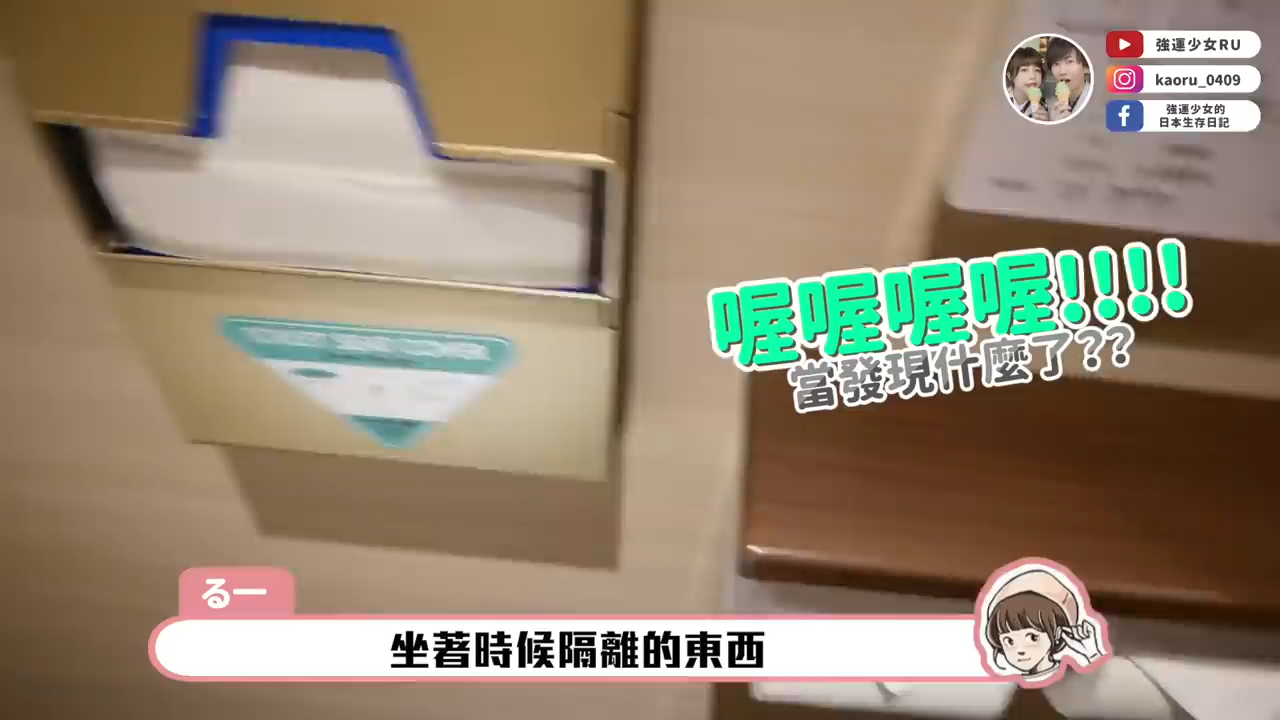 強運少女RU
kaoru_0409
強運少女的
日本生存日記
喔喔喔喔!!!!
當發現什麼了??
るー
坐著時候隔離的東西